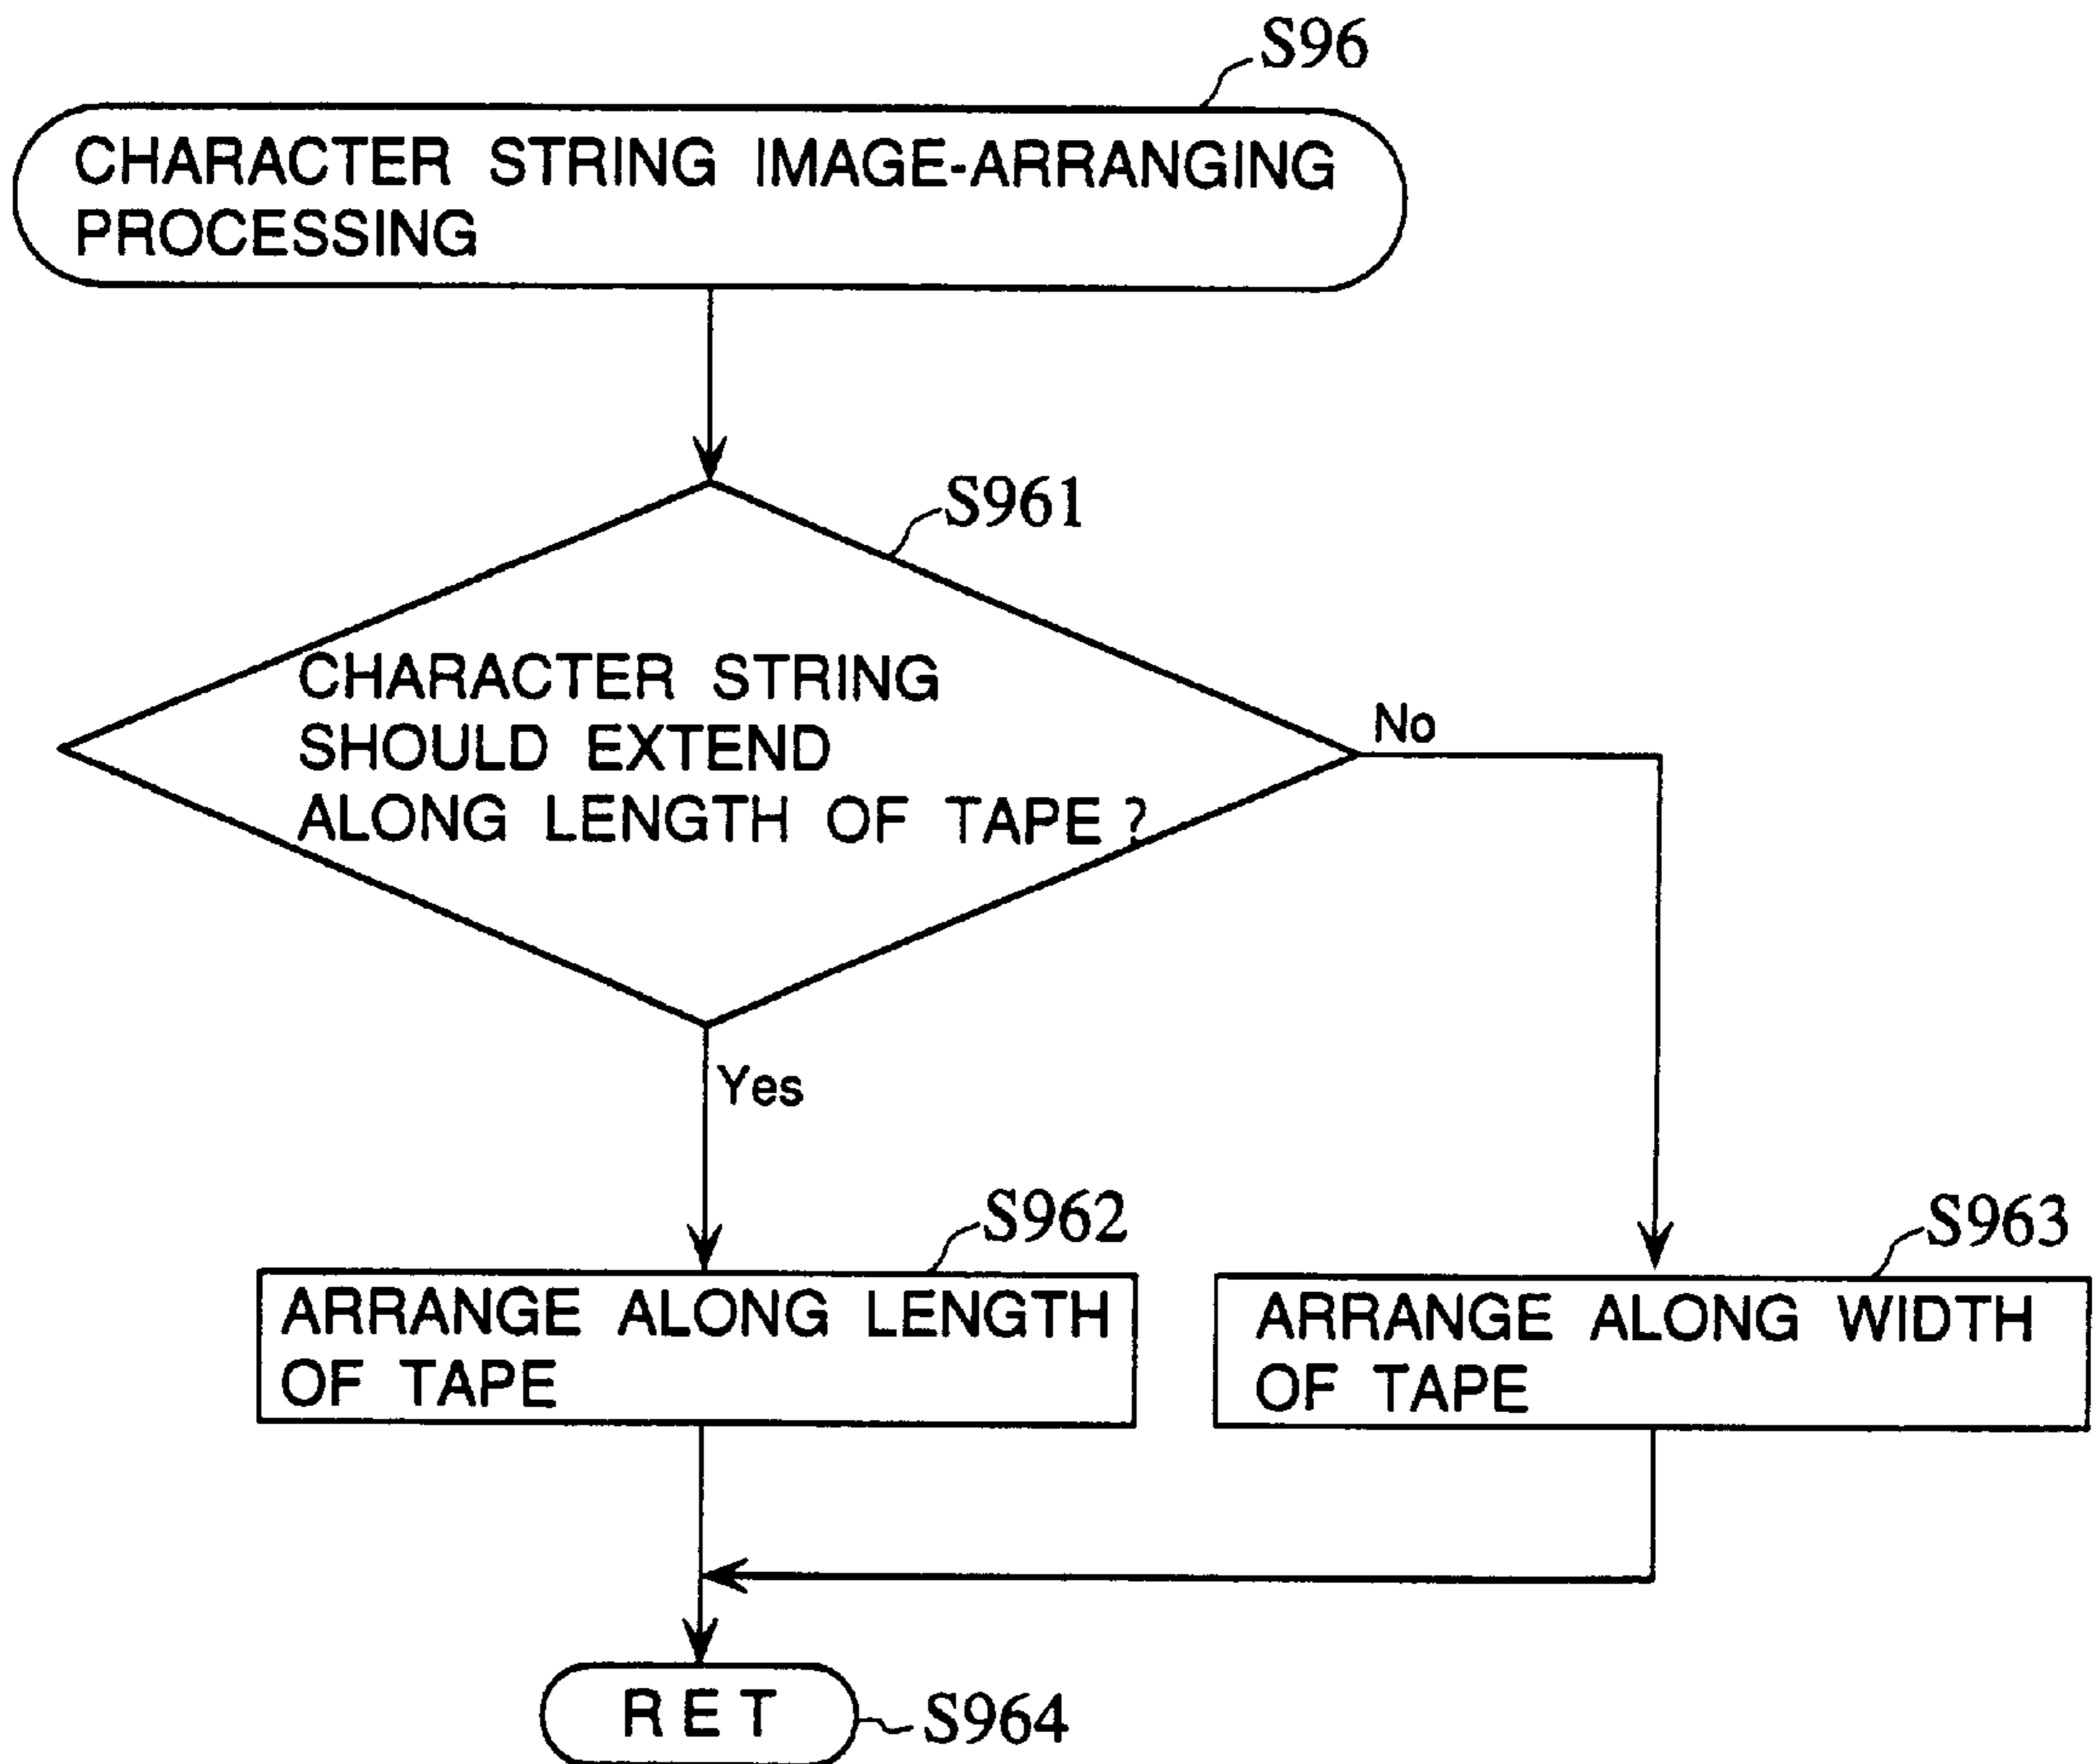 S96
CHARACTER STRING IMAGE-ARRANGING
PROCESSING
S961
CHARACTER STRING
SHOULD EXTEND
ALONG LENGTH OF TAPE ?
No
Yes
S962
ARRANGE ALONG LENGTH
OF TAPE
S963
ARRANGE ALONG WIDTH
OF TAPE
RET
S964